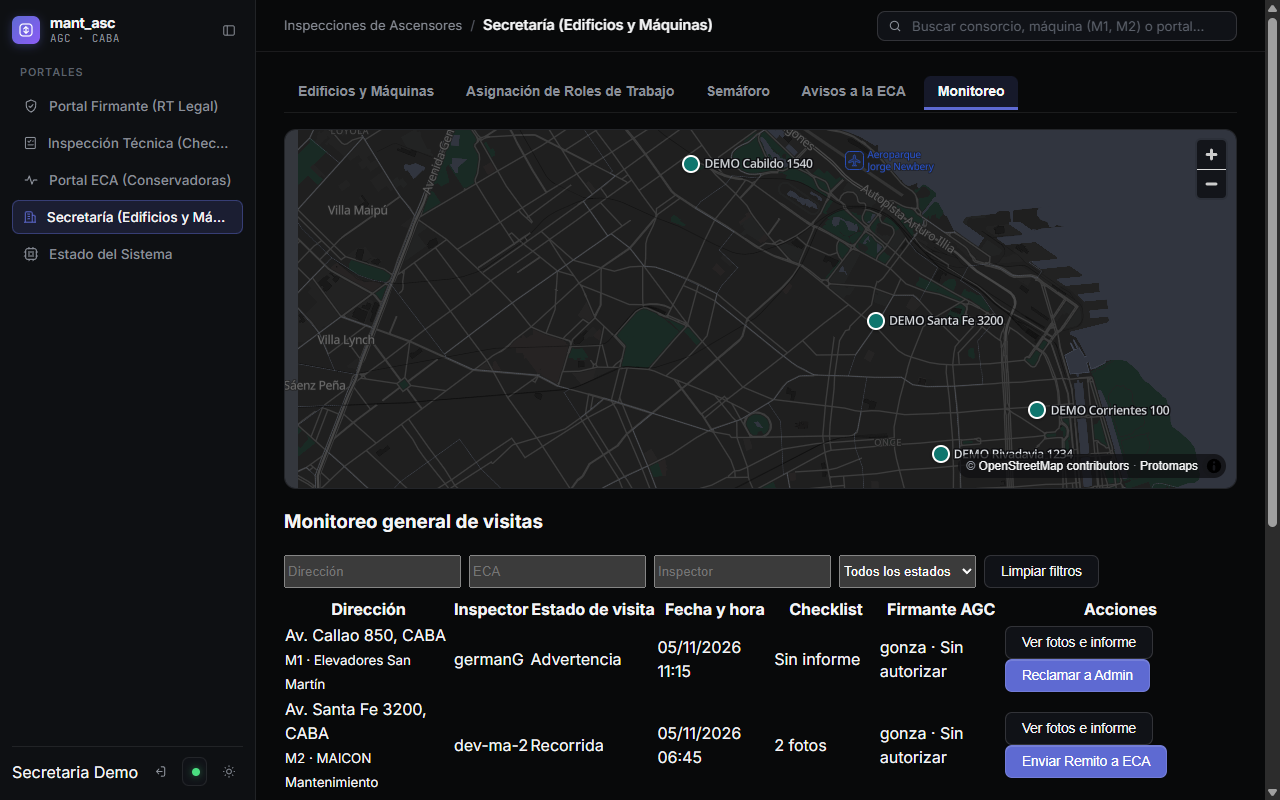 mant_asc
AGC · CABA
PORTALES
Portal Firmante (RT Legal)
Inspección Técnica (Chec...
Portal ECA (Conservadoras)
Secretaría (Edificios y Má...
Estado del Sistema
Secretaria Demo
Inspecciones de Ascensores / Secretaría (Edificios y Máquinas)
Buscar consorcio, máquina (M1, M2) o portal...
Edificios y Máquinas
Asignación de Roles de Trabajo
Semáforo
Avisos a la ECA
Monitoreo
LOYOLA
Avenida Gen
gones
DEMO Cabildo 1540
Aeroparque
Jorge Newbery
+
−
Villa Maipú
Autopista Arturo Illia
DEMO Santa Fe 3200
Villa Lynch
Sáenz Peña
DEMO Corrientes 100
ONCE
DEMO Rivadavia 1234
© OpenStreetMap contributors · Protomaps
Monitoreo general de visitas
Dirección
ECA
Inspector
Todos los estados
Limpiar filtros
Dirección Inspector Estado de visita Fecha y hora Checklist Firmante AGC Acciones
Av. Callao 850, CABA
M1 · Elevadores San
Martín
germanG
Advertencia
05/11/2026
11:15
Sin informe
gonza · Sin
autorizar
Ver fotos e informe
Reclamar a Admin
Av. Santa Fe 3200,
CABA
M2 · MAICON
Mantenimiento
dev-ma-2
Recorrida
05/11/2026
06:45
2 fotos
gonza · Sin
autorizar
Ver fotos e informe
Enviar Remito a ECA